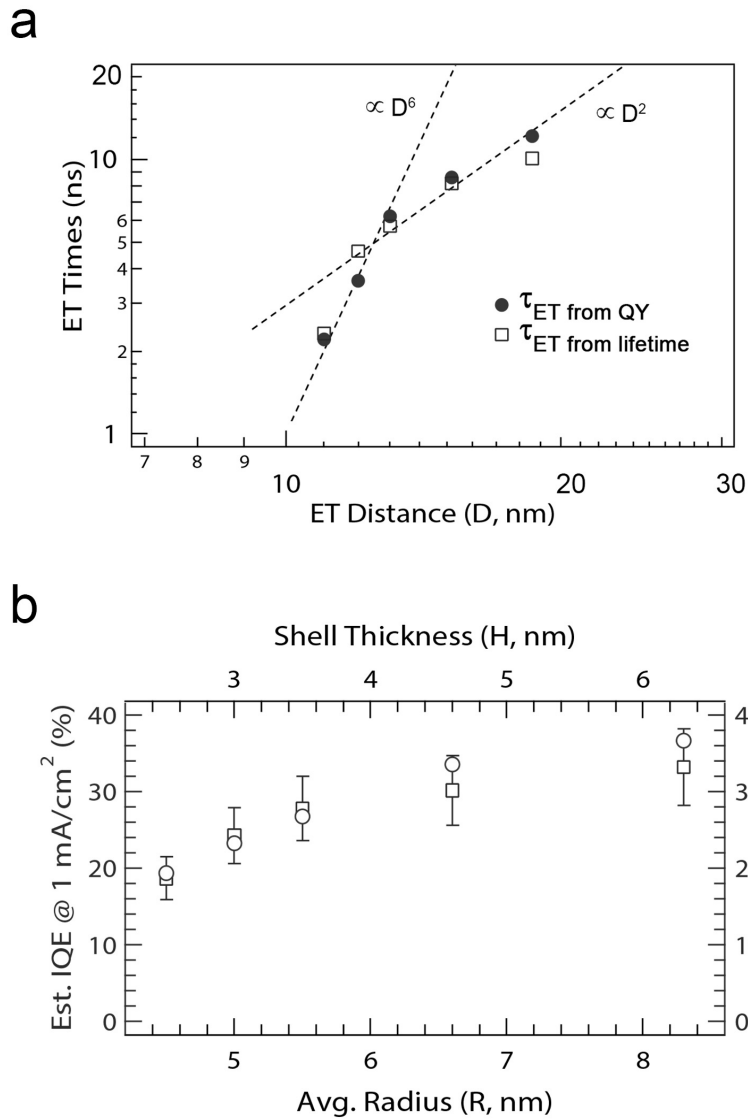 a
20
10
6
5
4
3
2
1
ET Times (ns)
∝ D⁶
∝ D²
τET from QY
τET from lifetime
7 8 9
10 20 30
ET Distance (D, nm)
b
Shell Thickness (H, nm)
3 4 5 6
40 4
30 3
20 2
10 1
0 0
Est. IQE @ 1 mA/cm² (%)
5 6 7 8
Avg. Radius (R, nm)